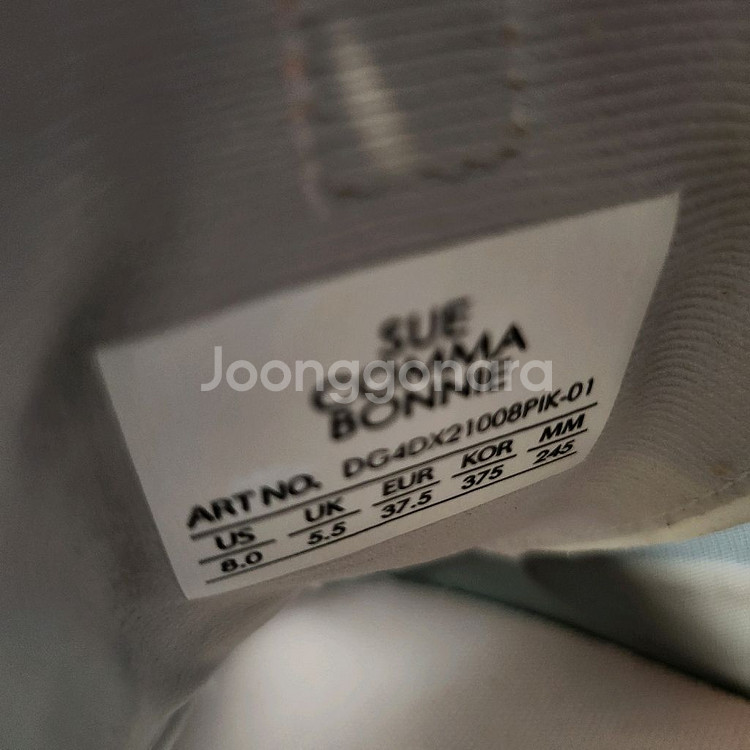 SUE
COMMA
BONNIE
Joonggonara
ART NO. DG4DX21008PIK-01
US UK EUR KOR MM
8.0 5.5 37.5 375 245